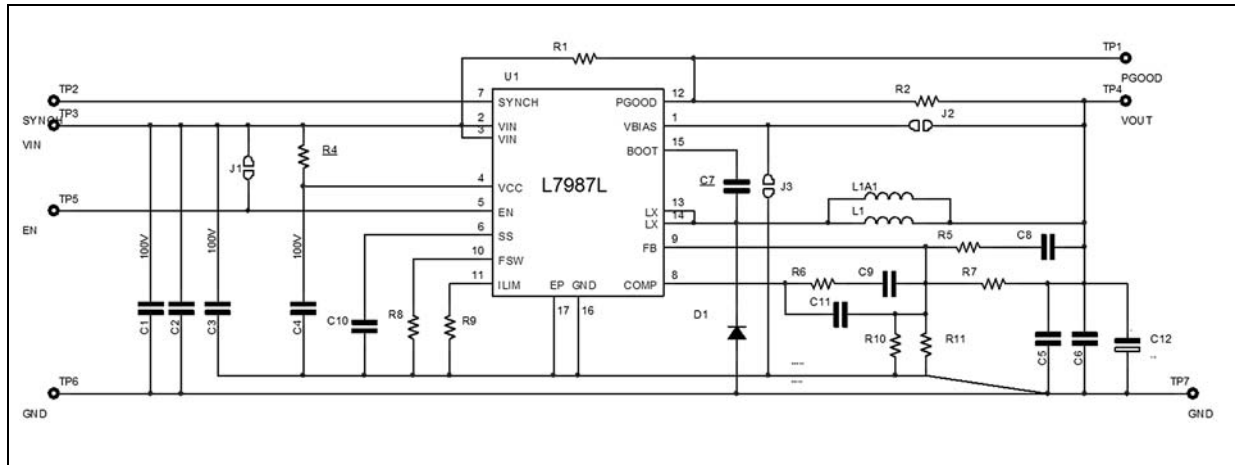 R1
TP1
PGOOD
U1
TP2
SYNCH
7
SYNCH
PGOOD
12
R2
TP4
VOUT
TP3
VIN
2
VIN
3
VIN
VBIAS
1
J2
BOOT
15
J1
R4
L7987L
C7
J3
4
VCC
L1A1
TP5
EN
5
EN
LX
13
LX
14
L1
6
SS
FB
9
R5
C8
100V
100V
100V
10
FSW
11
ILIM
EP
GND
COMP
8
R6
C9
R7
C11
17
16
D1
C1
C2
C3
C4
C10
R8
R9
R10
R11
C5
C6
C12
TP6
GND
TP7
GND